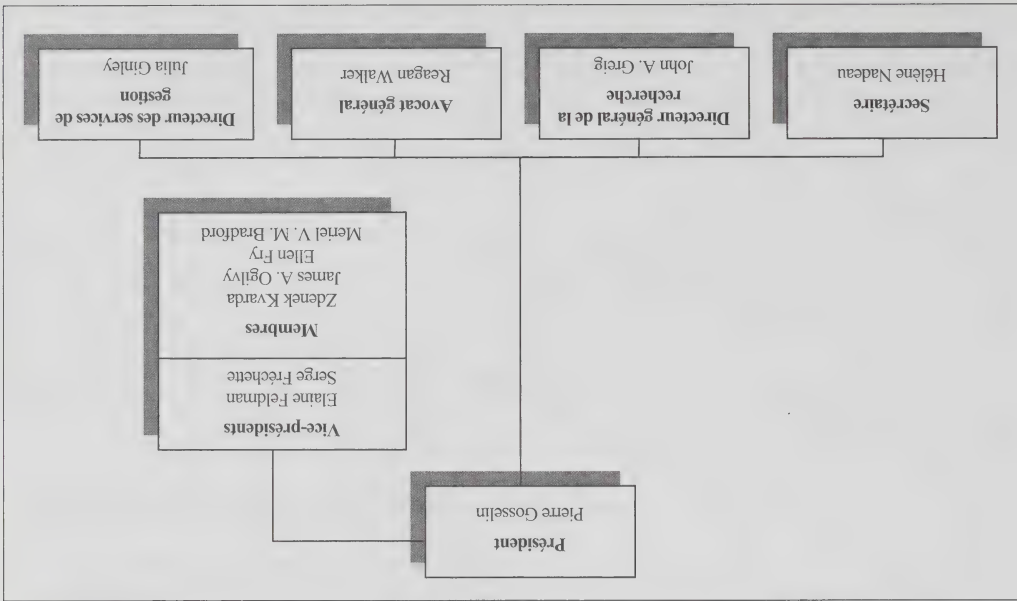 Président
Pierre Gosselin
Vice-présidents
Elaine Feldman
Serge Fréchette
Membres
Zdenek Kvarda
James A. Ogilvy
Ellen Fry
Meriel V. M. Bradford
Secrétaire
Hélène Nadeau
Directeur général de la
recherche
John A. Greig
Avocat général
Reagan Walker
Directeur des services de
gestion
Julia Ginley